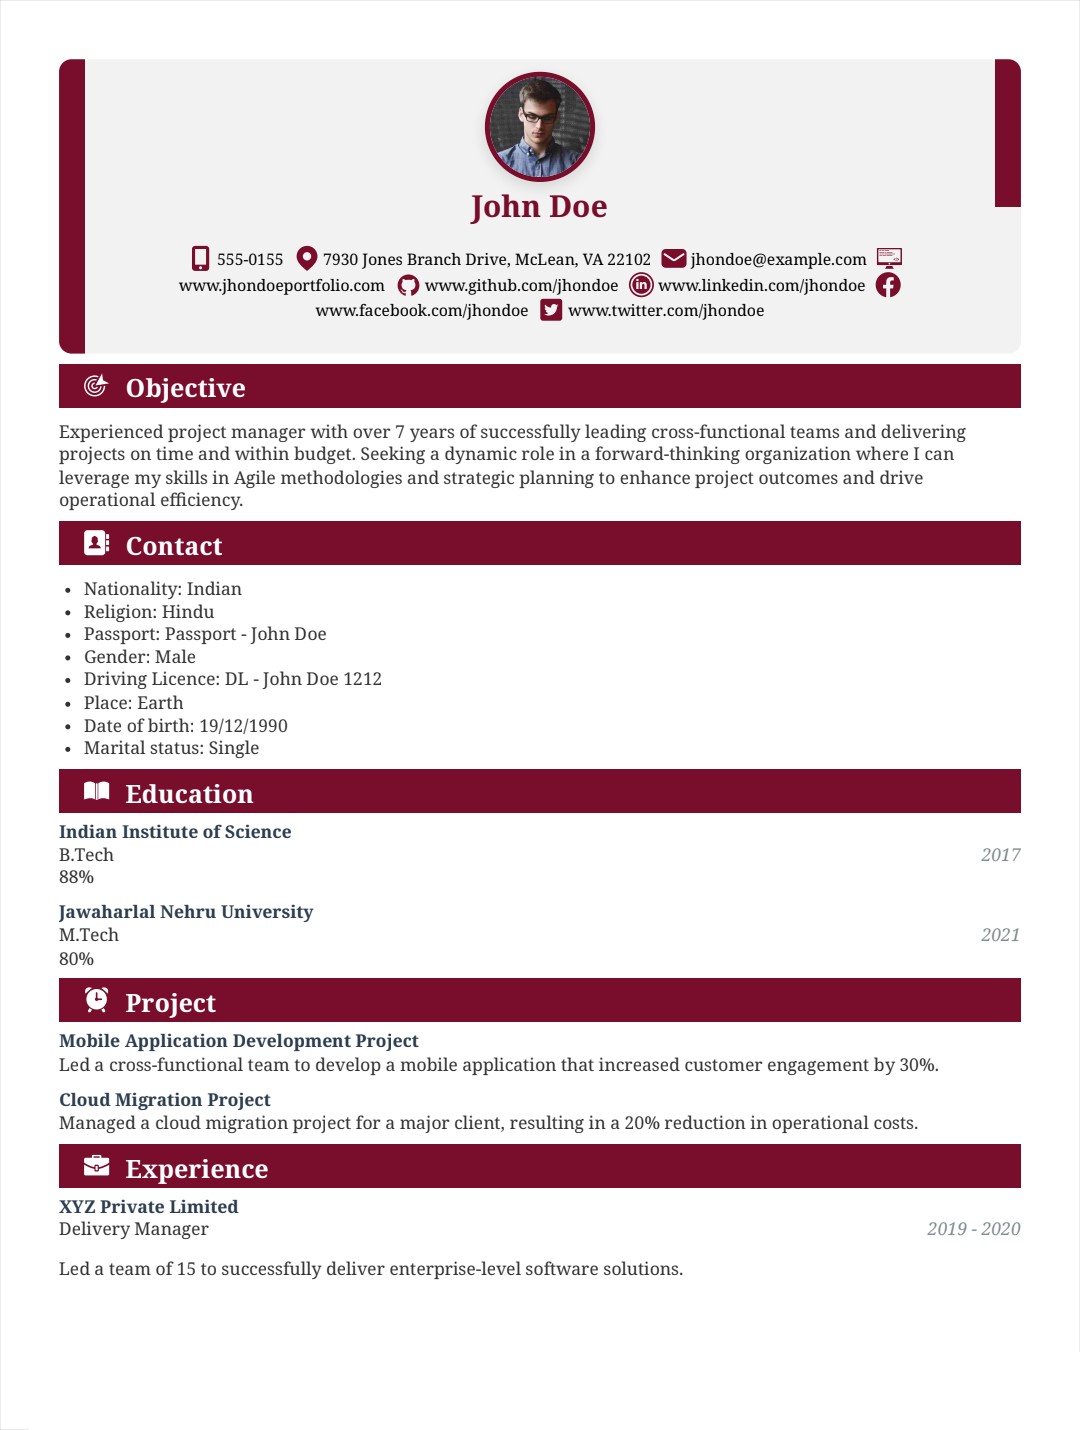 John Doe
555-0155 7930 Jones Branch Drive, McLean, VA 22102 jhondoe@example.com
www.jhondoeportfolio.com www.github.com/jhondoe www.linkedin.com/jhondoe
www.facebook.com/jhondoe www.twitter.com/jhondoe
Objective
Experienced project manager with over 7 years of successfully leading cross-functional teams and delivering
projects on time and within budget. Seeking a dynamic role in a forward-thinking organization where I can
leverage my skills in Agile methodologies and strategic planning to enhance project outcomes and drive
operational efficiency.
Contact
• Nationality: Indian
• Religion: Hindu
• Passport: Passport - John Doe
• Gender: Male
• Driving Licence: DL - John Doe 1212
• Place: Earth
• Date of birth: 19/12/1990
• Marital status: Single
Education
Indian Institute of Science
B.Tech 2017
88%
Jawaharlal Nehru University
M.Tech 2021
80%
Project
Mobile Application Development Project
Led a cross-functional team to develop a mobile application that increased customer engagement by 30%.
Cloud Migration Project
Managed a cloud migration project for a major client, resulting in a 20% reduction in operational costs.
Experience
XYZ Private Limited
Delivery Manager 2019 - 2020
Led a team of 15 to successfully deliver enterprise-level software solutions.